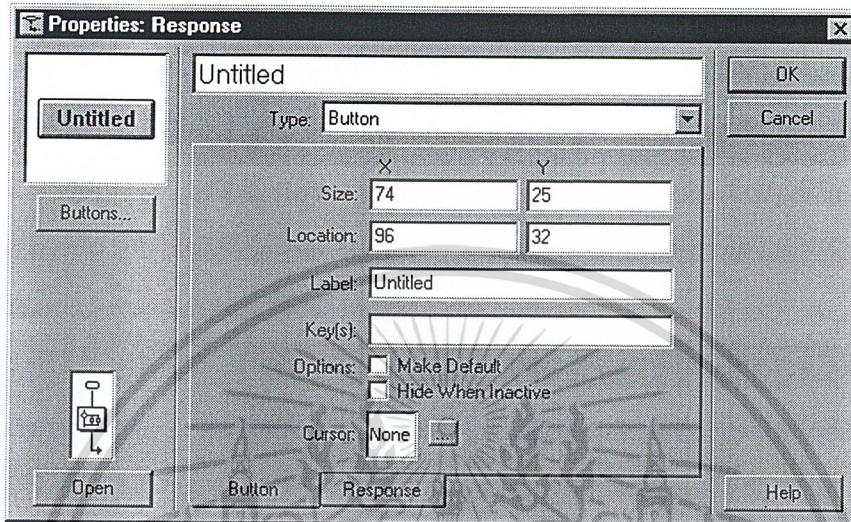 Properties: Response
Untitled
Untitled
OK
Type: Button
Cancel
Buttons...
X Y
Size: 74 25
Location: 96 32
Label: Untitled
Key(s):
Options: Make Default
Hide When Inactive
Cursor: None ...
Open
Button Response
Help